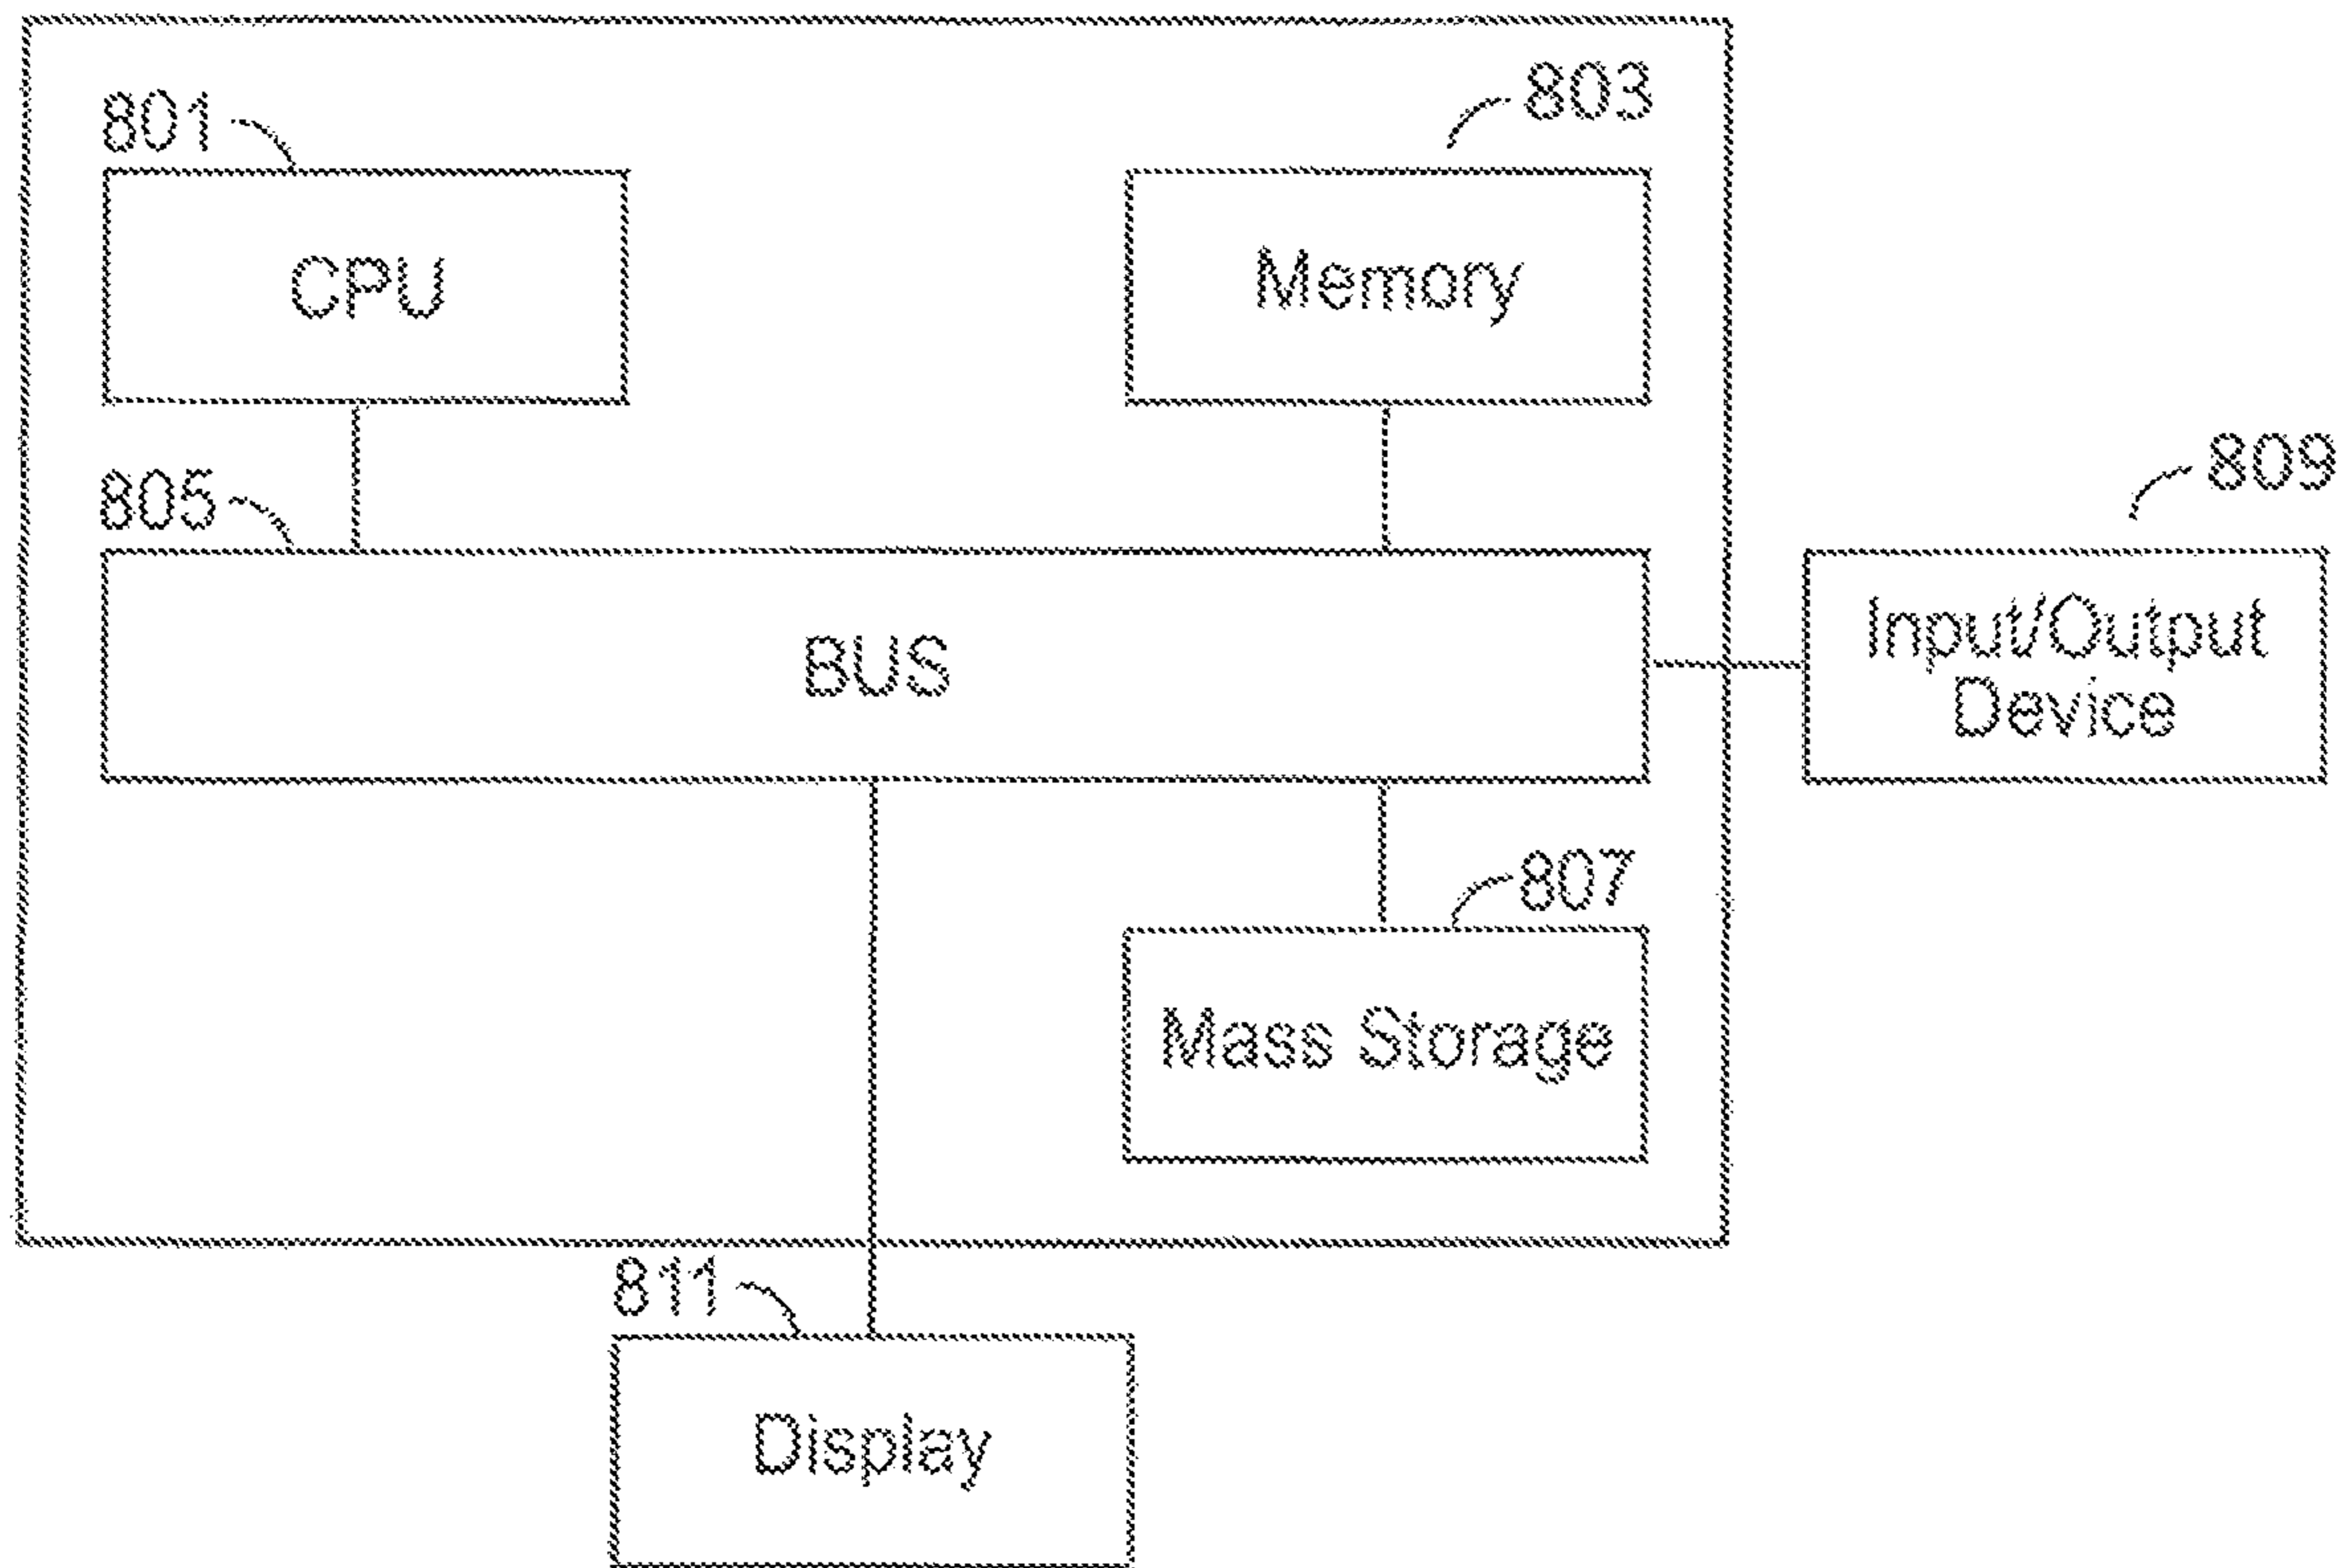 801
803
CPU
Memory
805
809
BUS
Input/Output
Device
807
Mass Storage
811
Display